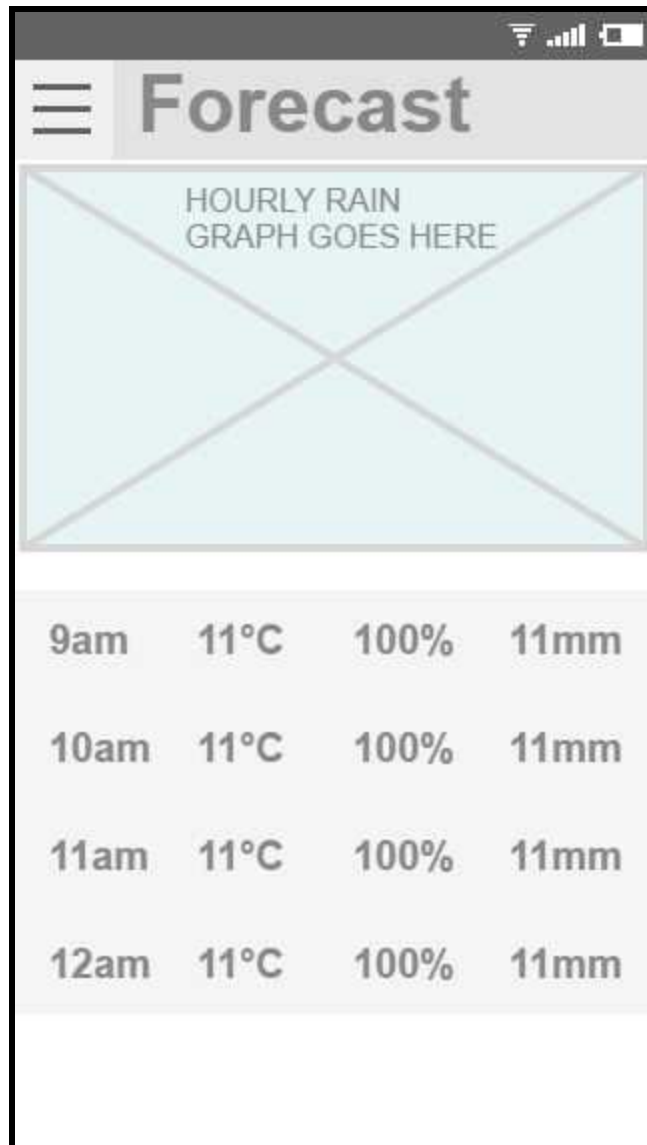 Forecast
HOURLY RAIN
GRAPH GOES HERE
9am 11°C 100% 11mm
10am 11°C 100% 11mm
11am 11°C 100% 11mm
12am 11°C 100% 11mm